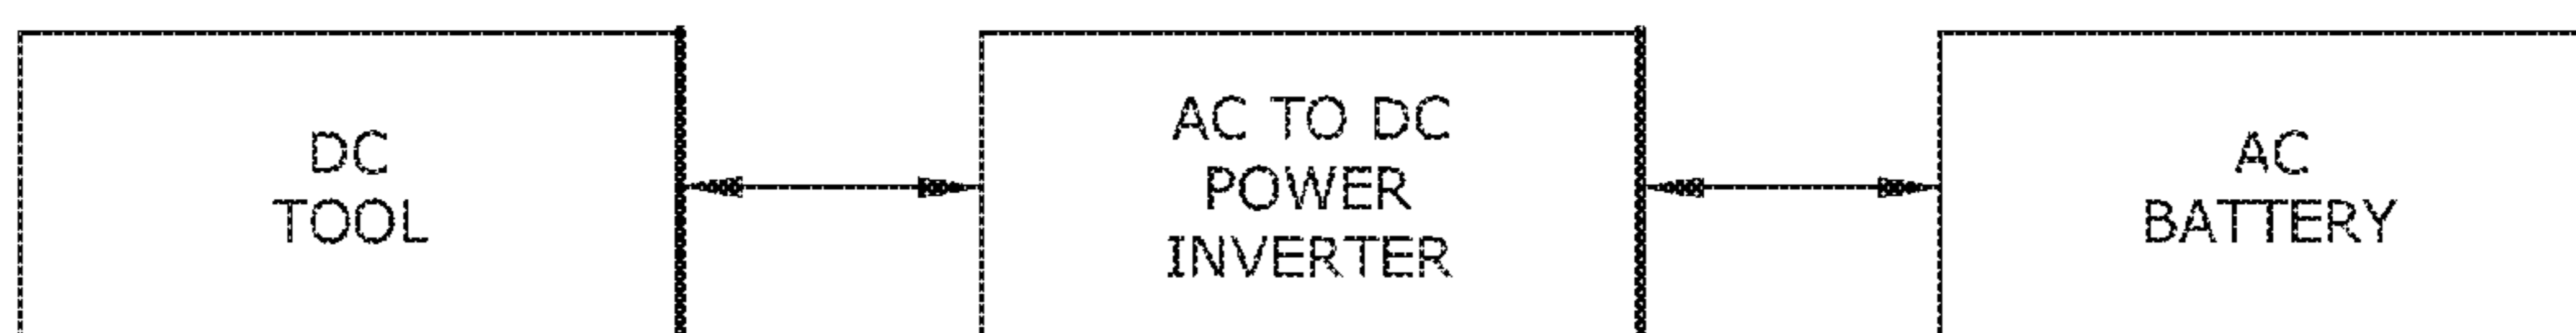 DC
TOOL
AC TO DC
POWER
INVERTER
AC
BATTERY